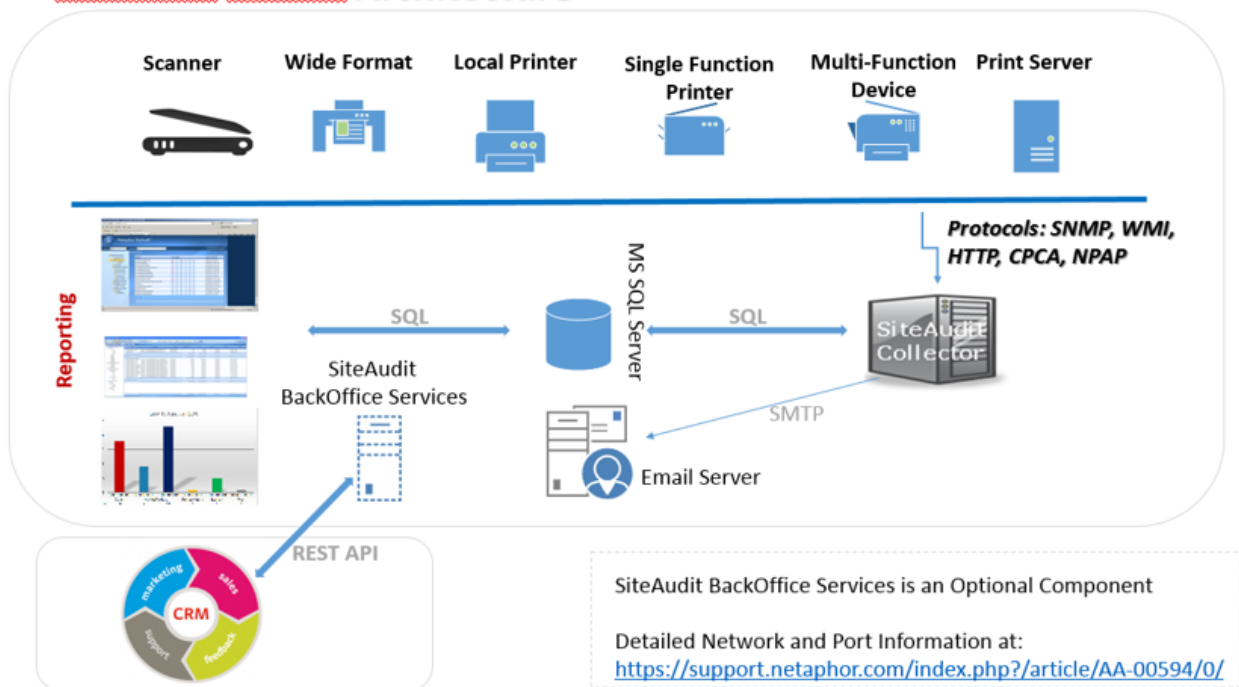 Scanner
Wide Format
Local Printer
Single Function
Printer
Multi-Function
Device
Print Server
Protocols: SNMP, WMI,
HTTP, CPCA, NPAP
Reporting
SQL
MS SQL Server
SQL
SiteAudit
Collector
SiteAudit
BackOffice Services
SMTP
Email Server
REST API
marketing
sales
CRM
support
feedback
SiteAudit BackOffice Services is an Optional Component
Detailed Network and Port Information at:
https://support.netaphor.com/index.php?/article/AA-00594/0/